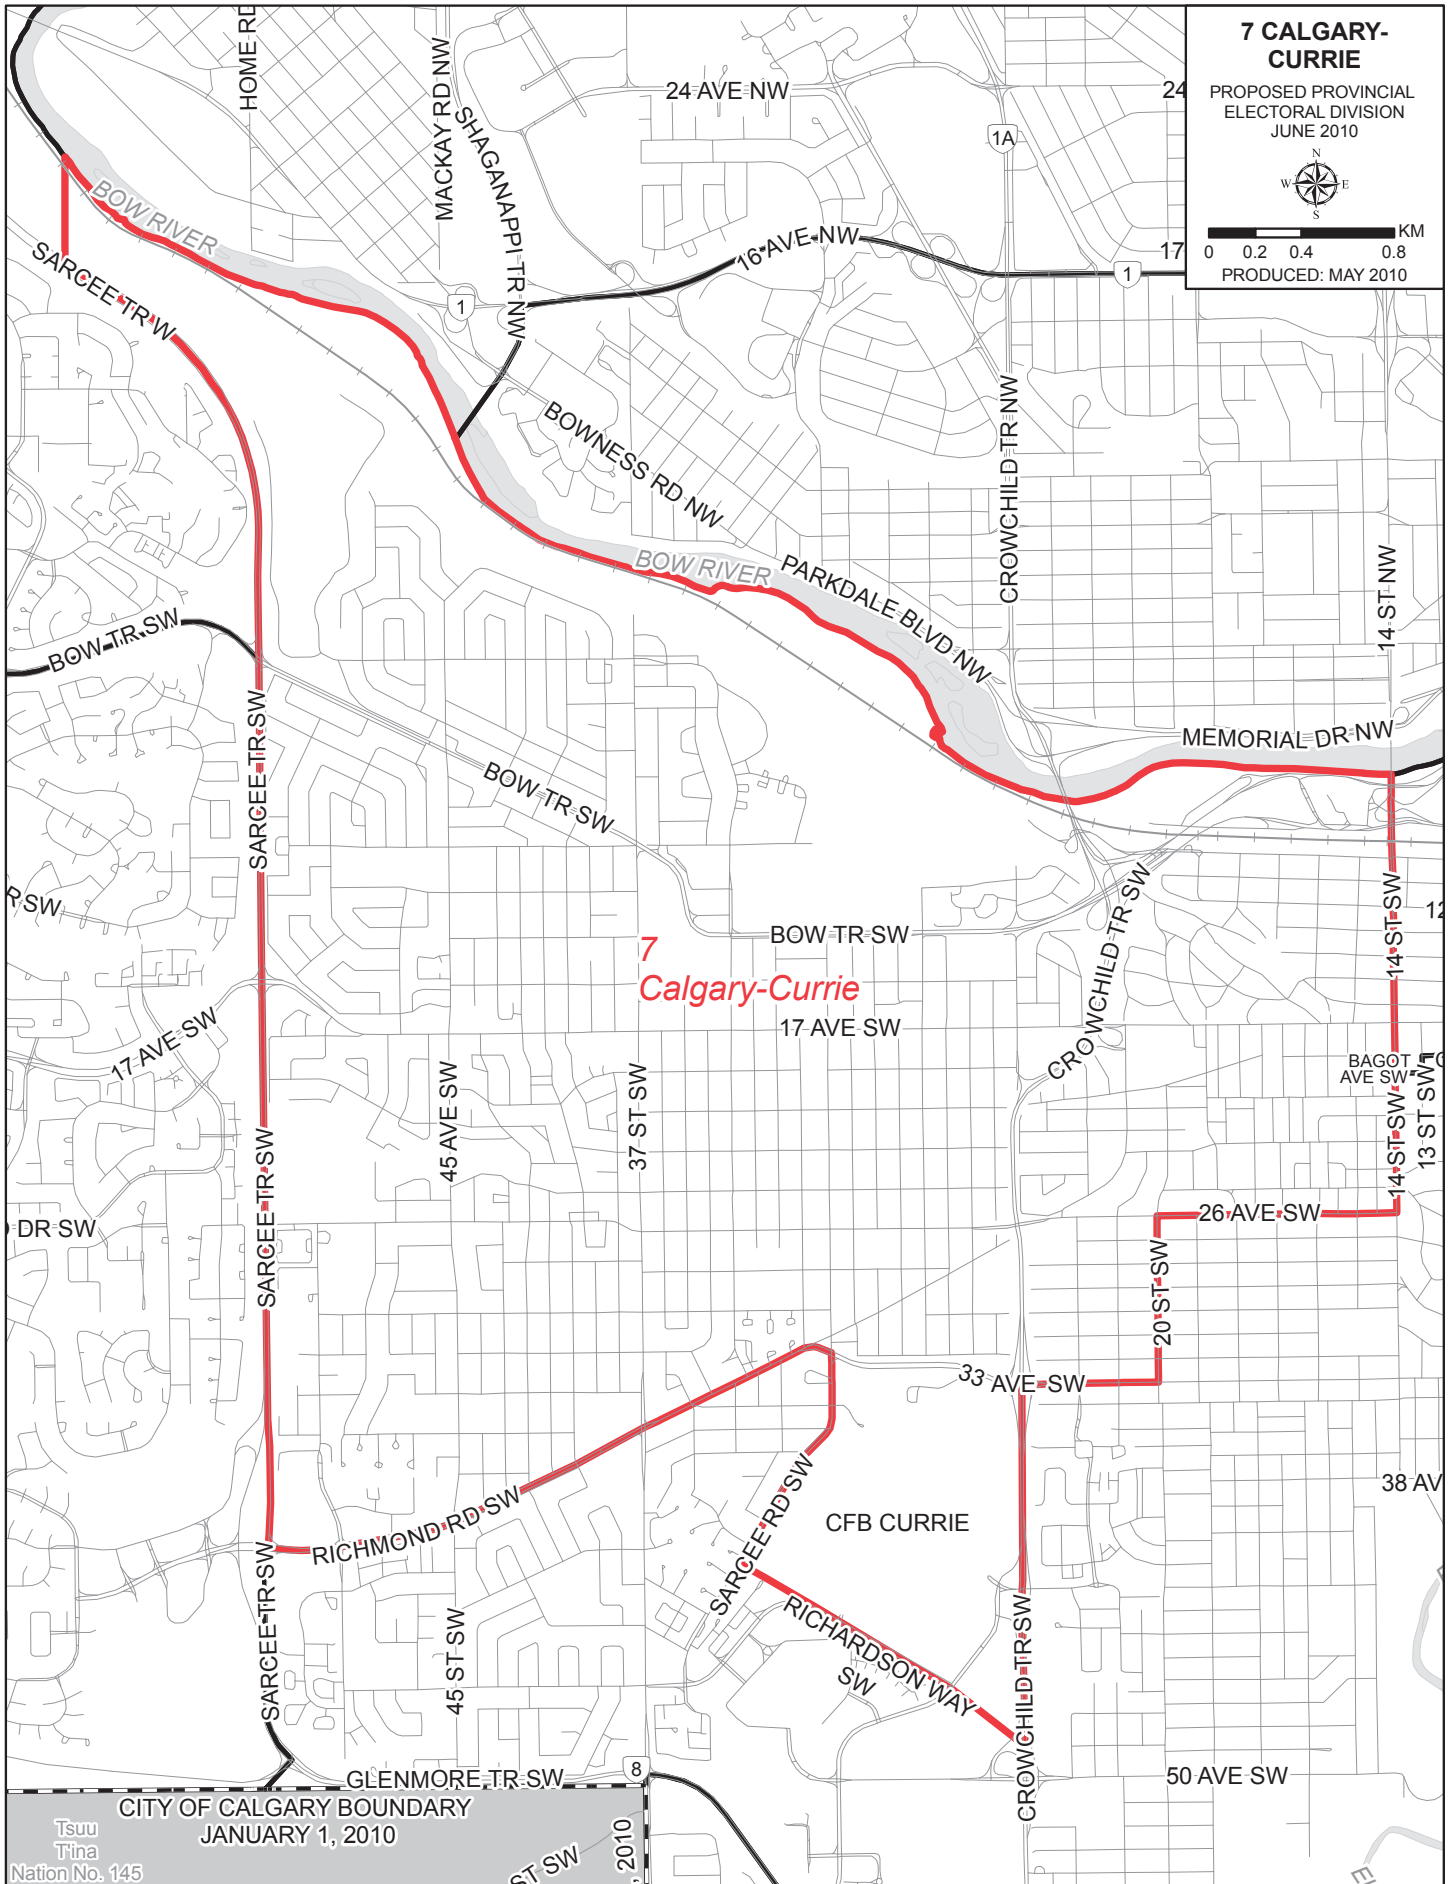 7 CALGARY-
CURRIE
PROPOSED PROVINCIAL
ELECTORAL DIVISION
JUNE 2010
N
W E
S
KM
0 0.2 0.4 0.8
PRODUCED: MAY 2010
HOME RD
MACKAY RD NW
SHAGANAPPI TR NW
24 AVE NW
24
1A
BOW RIVER
SARCEE TR W
16 AVE NW
17
1
1
BOWNESS RD NW
CROWCHILD TR NW
BOW RIVER
PARKDALE BLVD NW
14 ST NW
BOW TR SW
SARCEE TR SW
MEMORIAL DR NW
BOW TR SW
R SW
BOW TR SW
CROWCHILD TR SW
14 ST SW
12
7
Calgary-Currie
17 AVE SW
17 AVE SW
45 AVE SW
37 ST SW
BAGOT
AVE SW
14 ST SW
13 ST SW
SARCEE TR SW
DR SW
26 AVE SW
20 ST SW
33 AVE SW
38 AV
RICHMOND RD SW
SARCEE RD SW
CFB CURRIE
SARCEE TR SW
45 ST SW
RICHARDSON WAY
SW
CROWCHILD TR SW
GLENMORE TR SW
8
50 AVE SW
CITY OF CALGARY BOUNDARY
JANUARY 1, 2010
Tsuu
T'ina
Nation No. 145
ST SW
, 2010